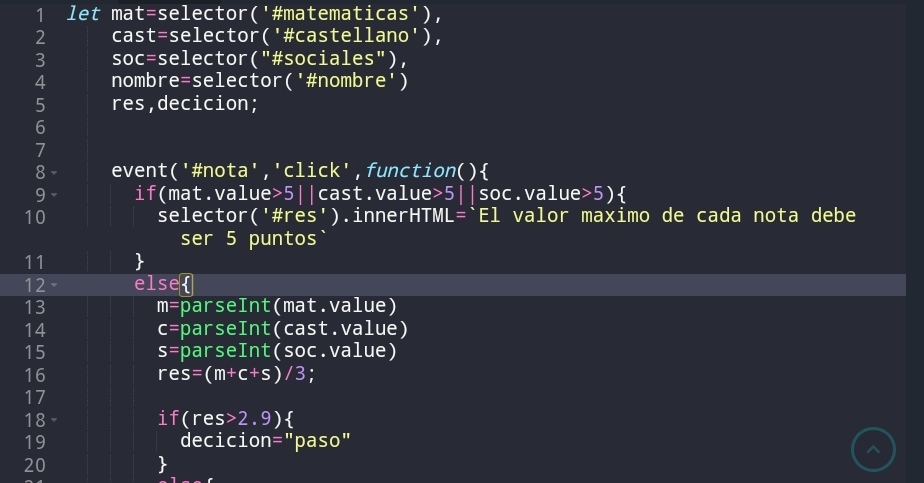 1 let mat=selector('#matematicas'),
2 cast=selector('#castellano'),
3 soc=selector("#sociales"),
4 nombre=selector('#nombre')
5 res,decicion;
6
7
8 event('#nota','click',function(){
9 if(mat.value>5||cast.value>5||soc.value>5){
10 selector('#res').innerHTML=`El valor maximo de cada nota debe
ser 5 puntos`
11 }
12 else{
13 m=parseInt(mat.value)
14 c=parseInt(cast.value)
15 s=parseInt(soc.value)
16 res=(m+c+s)/3;
17
18 if(res>2.9){
19 decicion="paso"
20 }
21 else{